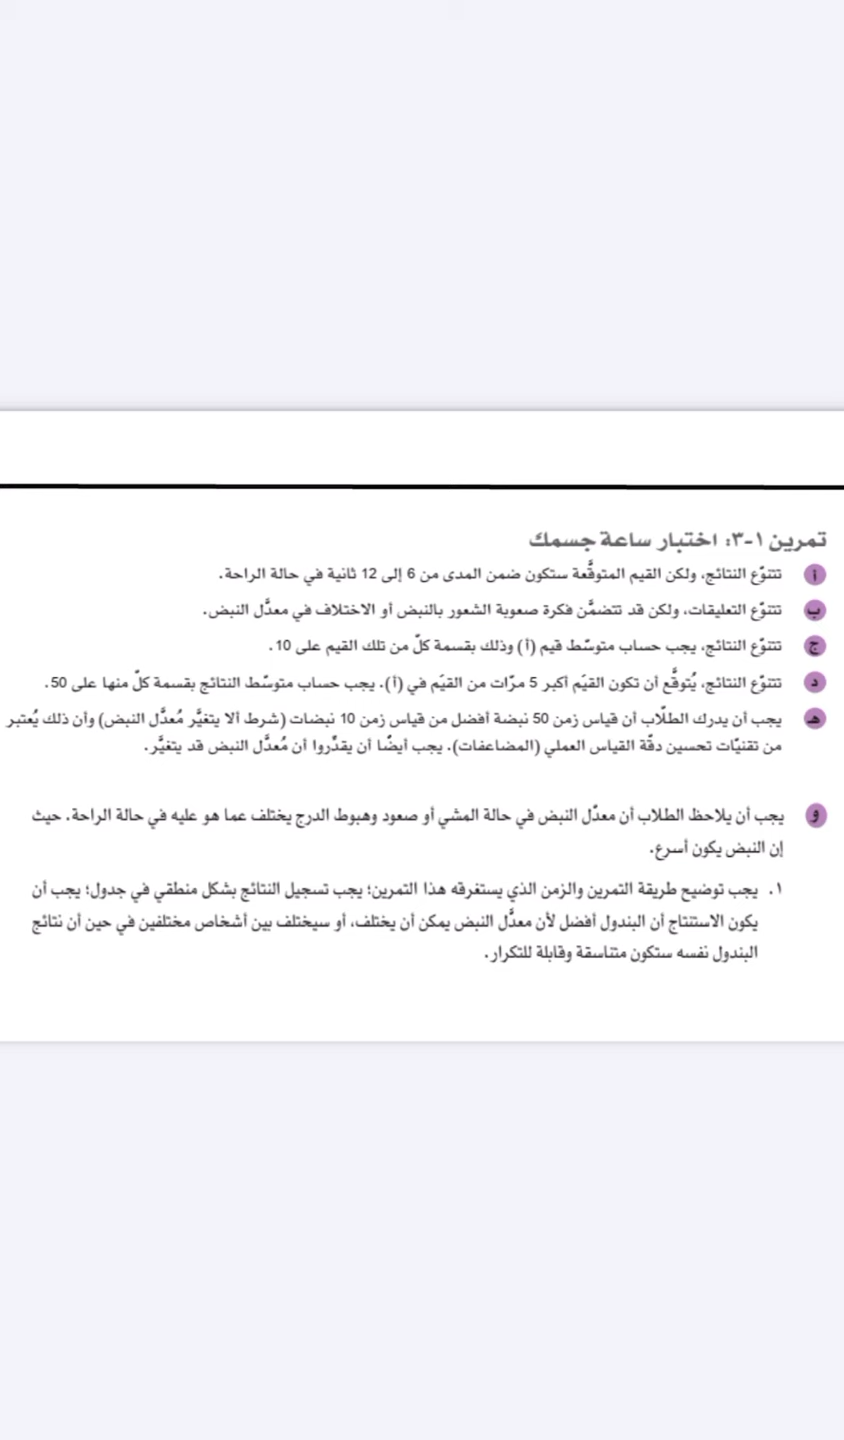 تمرين ١-٣: اختبار ساعة جسمك
أ تتنوّع النتائج، ولكن القيم المتوقَّعة ستكون ضمن المدى من 6 إلى 12 ثانية في حالة الراحة.
ب تتنوّع التعليقات، ولكن قد تتضمَّن فكرة صعوبة الشعور بالنبض أو الاختلاف في معدَّل النبض.
ج تتنوّع النتائج، يجب حساب متوسّط قيم (أ) وذلك بقسمة كلّ من تلك القيم على 10.
د تتنوّع النتائج، يُتوقَّع أن تكون القيَم أكبر 5 مرّات من القيَم في (أ). يجب حساب متوسّط النتائج بقسمة كلّ منها على 50.
هـ يجب أن يدرك الطلّاب أن قياس زمن 50 نبضة أفضل من قياس زمن 10 نبضات (شرط ألا يتغيَّر مُعدَّل النبض) وأن ذلك يُعتبر
من تقنيّات تحسين دقّة القياس العملي (المضاعفات). يجب أيضًا أن يقدّروا أن مُعدَّل النبض قد يتغيَّر.
و يجب أن يلاحظ الطلاب أن معدّل النبض في حالة المشي أو صعود وهبوط الدرج يختلف عما هو عليه في حالة الراحة. حيث
إن النبض يكون أسرع.
١. يجب توضيح طريقة التمرين والزمن الذي يستغرقه هذا التمرين؛ يجب تسجيل النتائج بشكل منطقي في جدول؛ يجب أن
يكون الاستنتاج أن البندول أفضل لأن معدَّل النبض يمكن أن يختلف، أو سيختلف بين أشخاص مختلفين في حين أن نتائج
البندول نفسه ستكون متناسقة وقابلة للتكرار.